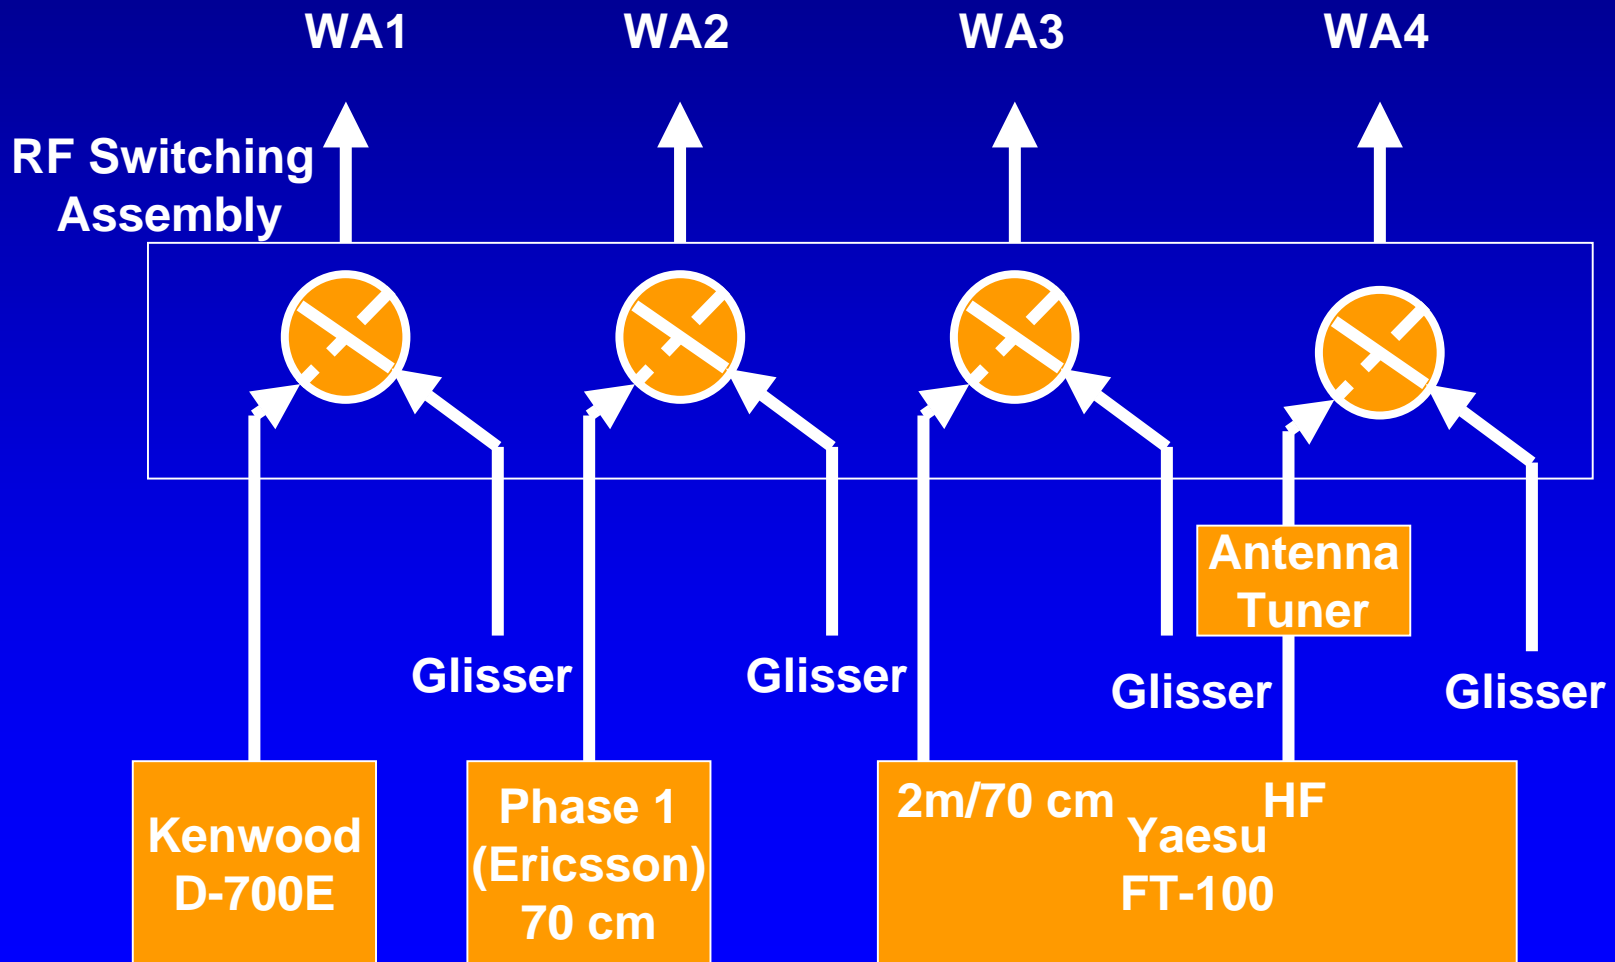 WA1 WA2 WA3 WA4
RF Switching
Assembly
Antenna
Tuner
Glisser Glisser Glisser Glisser
Kenwood
D-700E
Phase 1
(Ericsson)
70 cm
2m/70 cm HF
Yaesu
FT-100